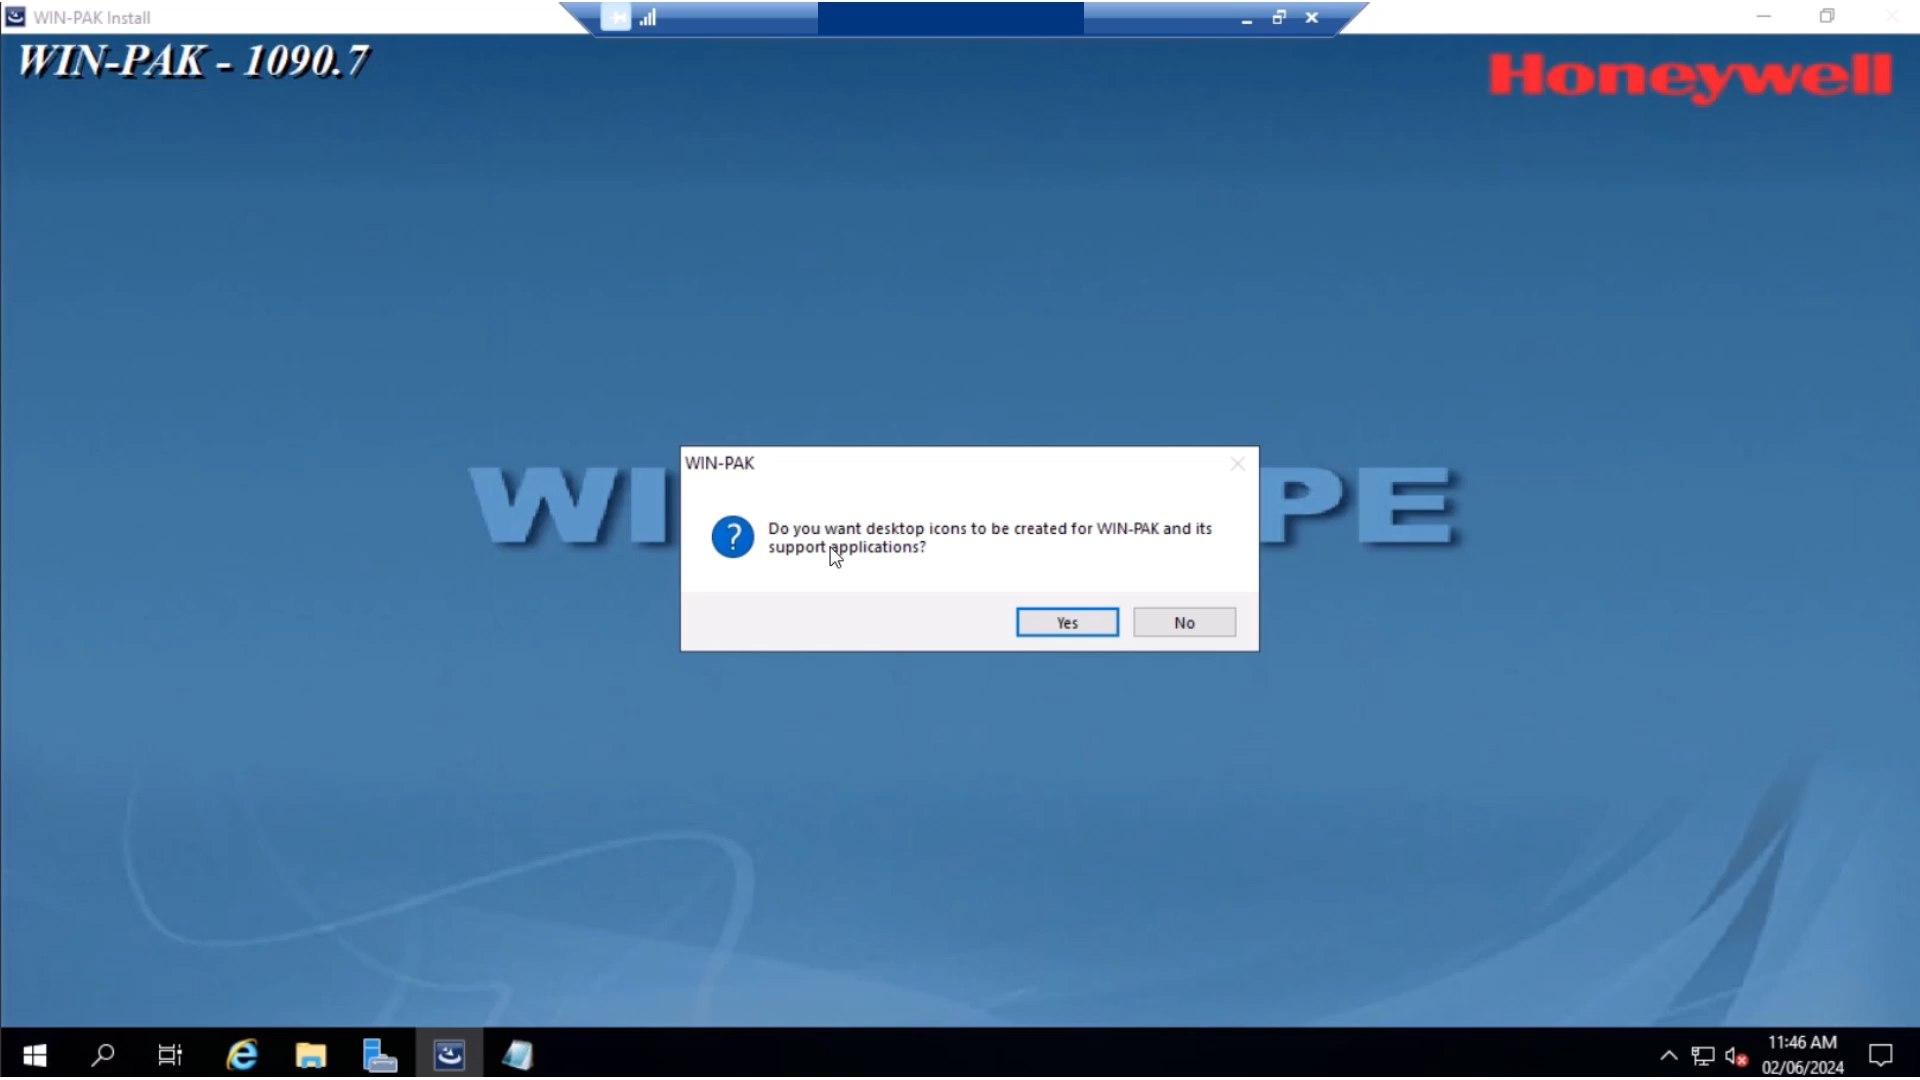 WIN-PAK Install
WIN-PAK - 1090.7
Honeywell
WI PE
WIN-PAK
Do you want desktop icons to be created for WIN-PAK and its
support applications?
Yes No
11:46 AM
02/06/2024